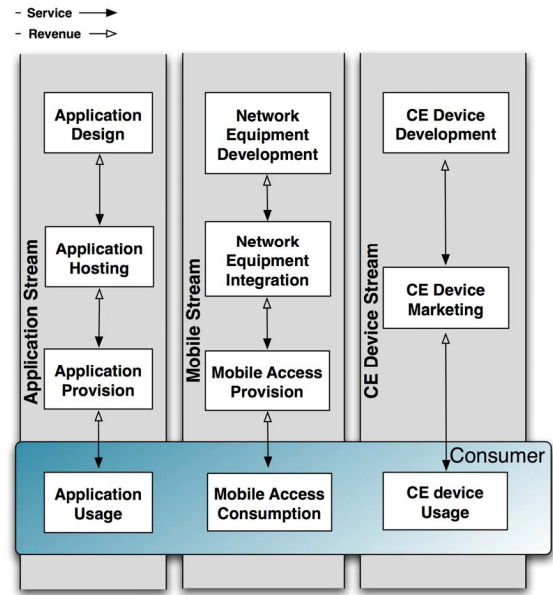 - Service
- Revenue
Application Stream
Application
Design
Application
Hosting
Application
Provision
Application
Usage
Mobile Stream
Network
Equipment
Development
Network
Equipment
Integration
Mobile Access
Provision
Mobile Access
Consumption
CE Device Stream
CE Device
Development
CE Device
Marketing
Consumer
CE device
Usage